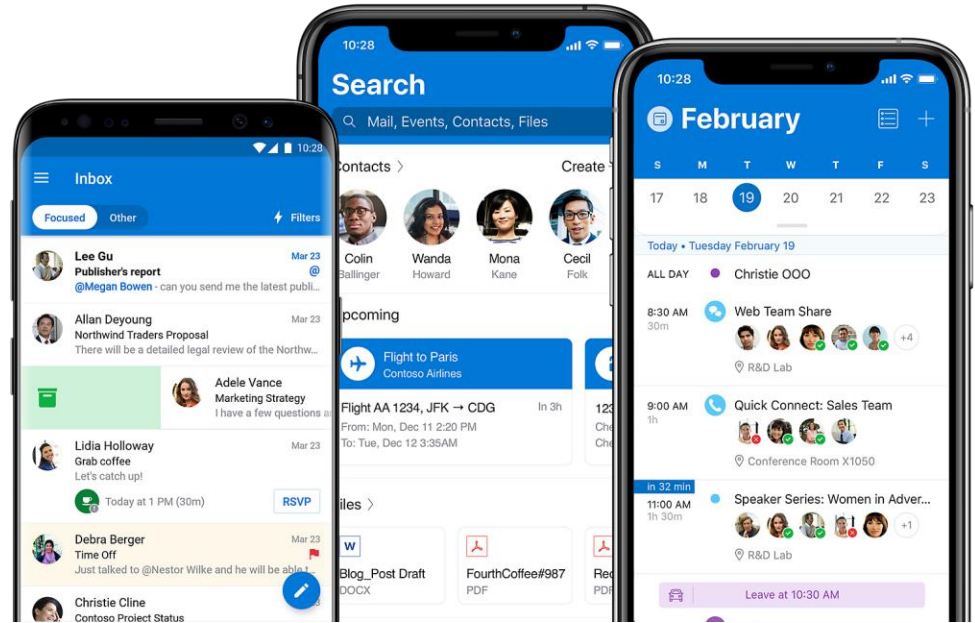 10:28
Inbox
Focused
Other
Filters
Lee Gu
Mar 23
Publisher's report
@
@Megan Bowen - can you send me the latest publi...
Allan Deyoung
Mar 23
Northwind Traders Proposal
There will be a detailed legal review of the Northw...
Adele Vance
Marketing Strategy
I have a few questions a
Lidia Holloway
Mar 23
Grab coffee
Let's catch up!
Today at 1 PM (30m)
RSVP
Debra Berger
Mar 23
Time Off
Just talked to @Nestor Wilke and he will be able t...
Christie Cline
Contoso Project Status
10:28
Search
Mail, Events, Contacts, Files
ontacts >
Create
Colin
Ballinger
Wanda
Howard
Mona
Kane
Cecil
Folk
pcoming
Flight to Paris
Contoso Airlines
Flight AA 1234, JFK → CDG
In 3h
From: Mon, Dec 11 2:20 PM
To: Tue, Dec 12 3:35AM
123
Che
Che
iles >
W
Blog_Post Draft
DOCX
FourthCoffee#987
PDF
Rec
PDF
10:28
February
S M T W T F S
17 18 19 20 21 22 23
Today • Tuesday February 19
ALL DAY
Christie OOO
8:30 AM
30m
Web Team Share
+4
R&D Lab
9:00 AM
1h
Quick Connect: Sales Team
Conference Room X1050
in 32 min
11:00 AM
1h 30m
Speaker Series: Women in Adver...
+1
R&D Lab
Leave at 10:30 AM